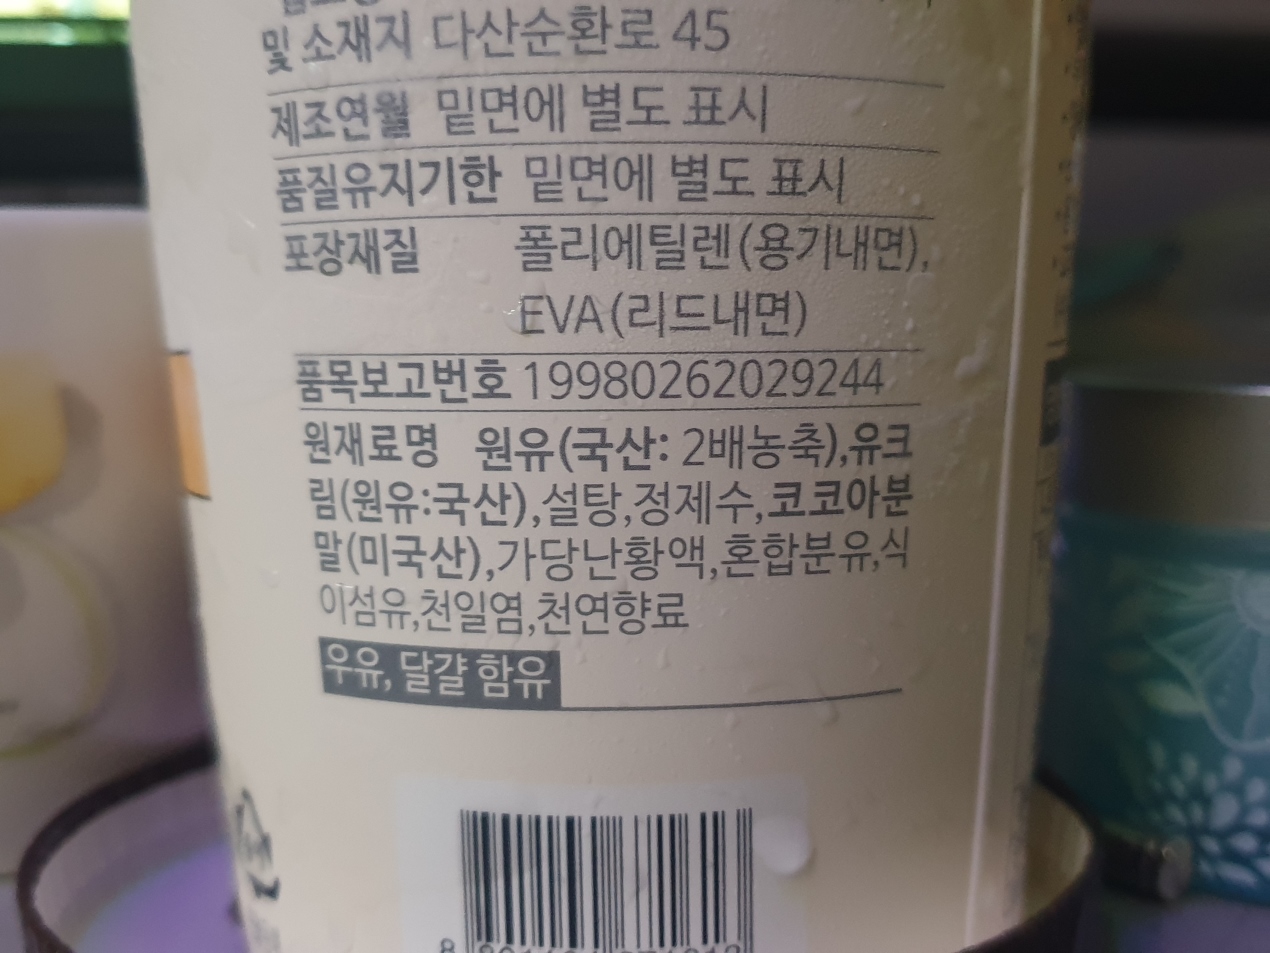 및 소재지 다산순환로 45
제조연월 밑면에 별도 표시
품질유지기한 밑면에 별도 표시
포장재질 폴리에틸렌(용기내면),
EVA(리드내면)
품목보고번호 19980262029244
원재료명 원유(국산: 2배농축),유크
림(원유:국산),설탕,정제수,코코아분
말(미국산),가당난황액,혼합분유,식
이섬유,천일염,천연향료
우유, 달걀 함유